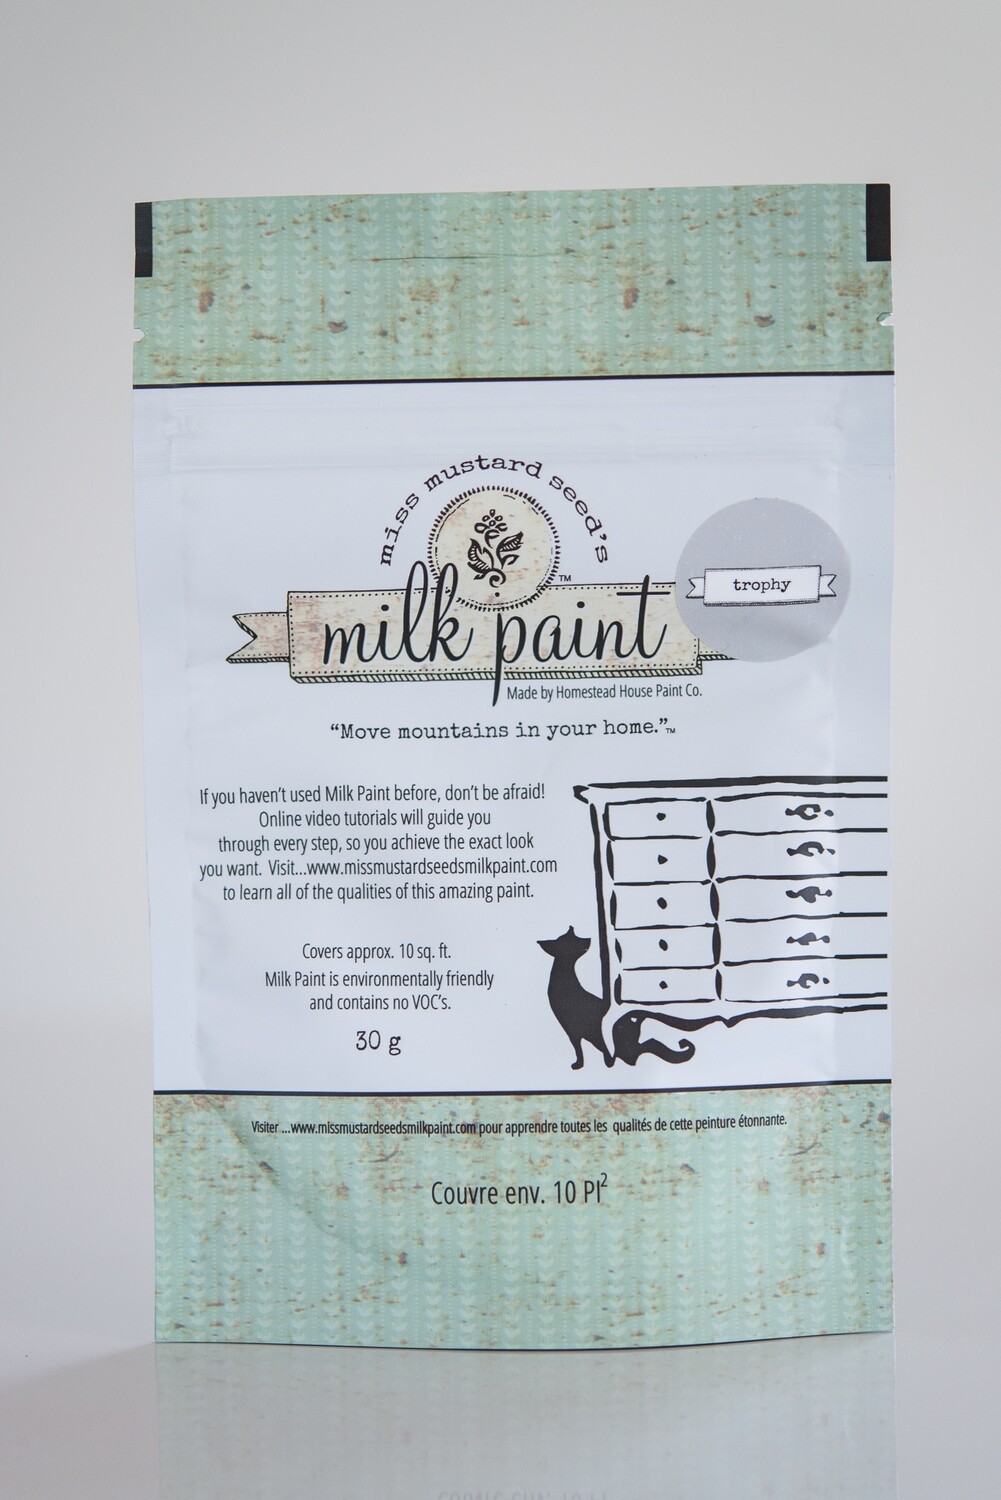 miss mustard seed's
milk paint™
trophy
Made by Homestead House Paint Co.
“Move mountains in your home.”™
If you haven’t used Milk Paint before, don’t be afraid!
Online video tutorials will guide you
through every step, so you achieve the exact look
you want. Visit...www.missmustardseedsmilkpaint.com
to learn all of the qualities of this amazing paint.
Covers approx. 10 sq. ft.
Milk Paint is environmentally friendly
and contains no VOC’s.
30 g
Visiter ...www.missmustardseedsmilkpaint.com pour apprendre toutes les qualités de cette peinture étonnante.
Couvre env. 10 PI²